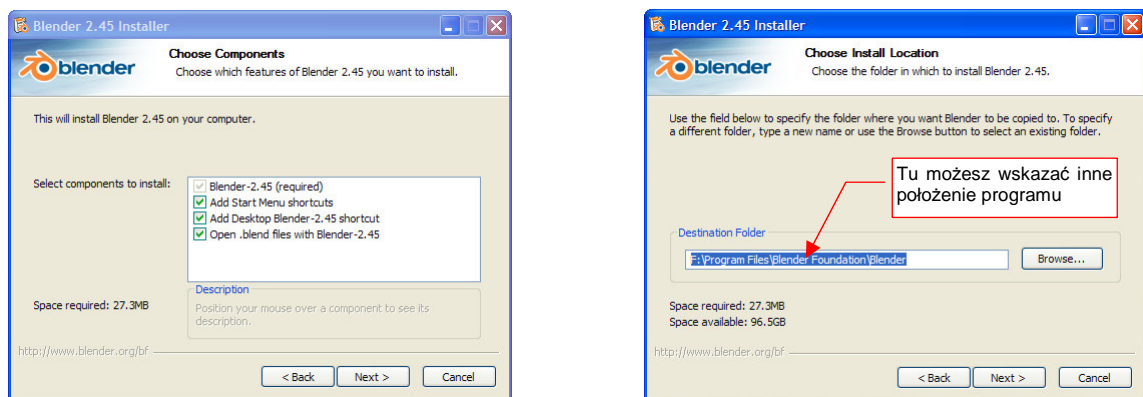 Blender 2.45 Installer
blender
Choose Components
Choose which features of Blender 2.45 you want to install.
This will install Blender 2.45 on your computer.
Select components to install:
Blender-2.45 (required)
Add Start Menu shortcuts
Add Desktop Blender-2.45 shortcut
Open .blend files with Blender-2.45
Space required: 27.3MB
Description
Position your mouse over a component to see its
description.
http://www.blender.org/bf
< Back
Next >
Cancel
Blender 2.45 Installer
blender
Choose Install Location
Choose the folder in which to install Blender 2.45.
Use the field below to specify the folder where you want Blender to be copied to. To specify
a different folder, type a new name or use the Browse button to select an existing folder.
Tu możesz wskazać inne
położenie programu
Destination Folder
F:\Program Files\Blender Foundation\Blender
Browse...
Space required: 27.3MB
Space available: 96.5GB
http://www.blender.org/bf
< Back
Next >
Cancel